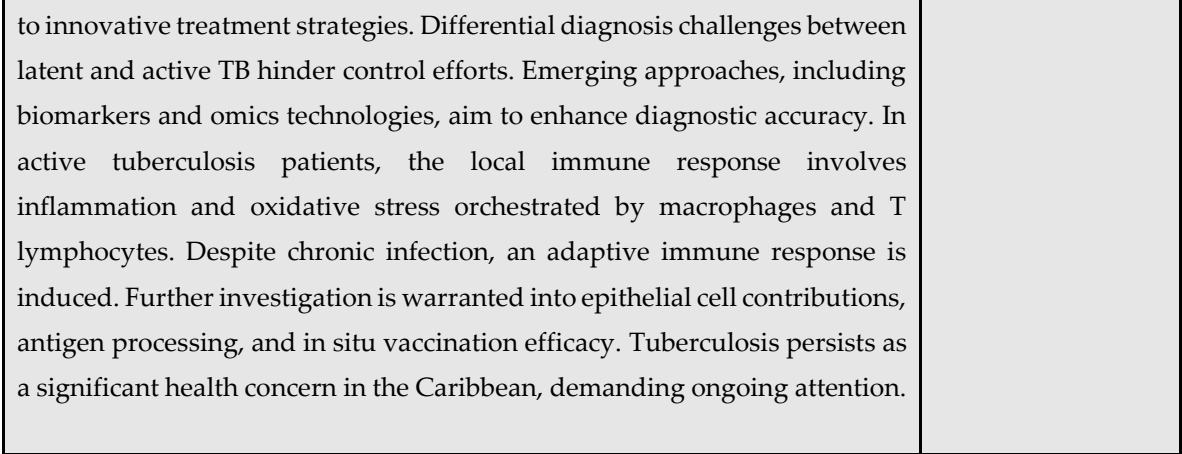 to innovative treatment strategies. Differential diagnosis challenges between
latent and active TB hinder control efforts. Emerging approaches, including
biomarkers and omics technologies, aim to enhance diagnostic accuracy. In
active tuberculosis patients, the local immune response involves
inflammation and oxidative stress orchestrated by macrophages and T
lymphocytes. Despite chronic infection, an adaptive immune response is
induced. Further investigation is warranted into epithelial cell contributions,
antigen processing, and in situ vaccination efficacy. Tuberculosis persists as
a significant health concern in the Caribbean, demanding ongoing attention.